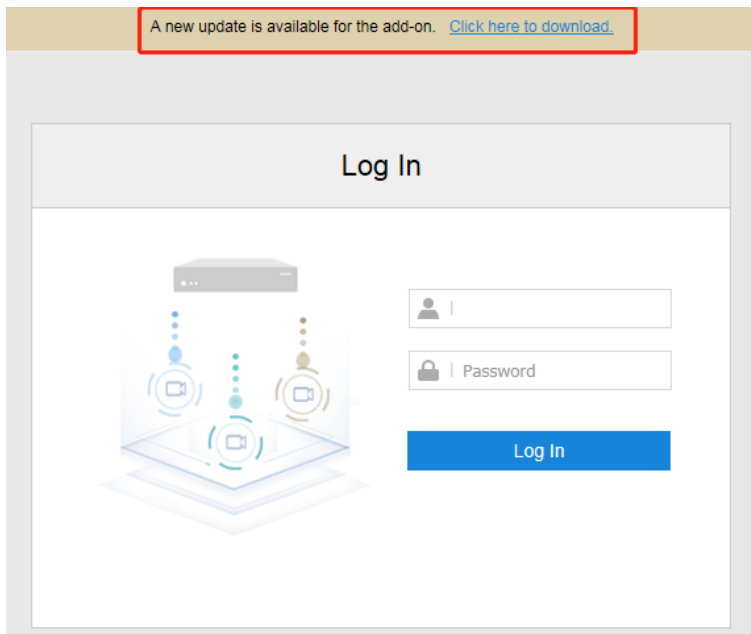 A new update is available for the add-on. Click here to download.
Log In
Password
Log In